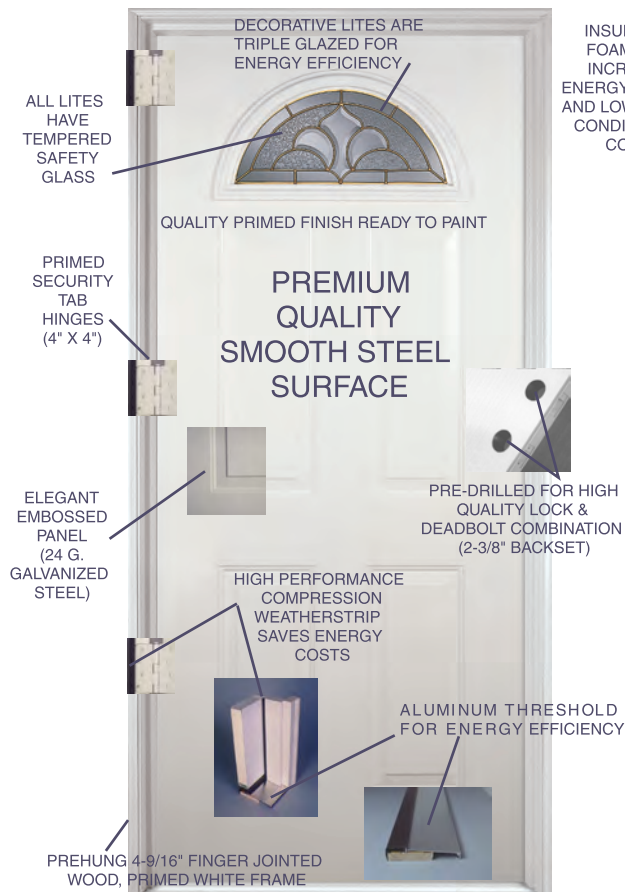 DECORATIVE LITES ARE
TRIPLE GLAZED FOR
ENERGY EFFICIENCY
ALL LITES
HAVE
TEMPERED
SAFETY
GLASS
FOAM
ENERGY
AND
QUALITY PRIMED FINISH READY TO PAINT
PRIMED
SECURITY
TAB
HINGES
(4" X 4")
PREMIUM
QUALITY
SMOOTH STEEL
SURFACE
PRE-DRILLED FOR HIGH
QUALITY LOCK &
DEADBOLT COMBINATION
(2-3/8" BACKSET)
ELEGANT
EMBOSSED
PANEL
(24 G.
GALVANIZED
STEEL)
HIGH PERFORMANCE
COMPRESSION
WEATHERSTRIP
SAVES ENERGY
COSTS
ALUMINUM THRESHOLD
FOR ENERGY EFFICIENCY
PREHUNG 4-9/16" FINGER JOINTED
WOOD, PRIMED WHITE FRAME